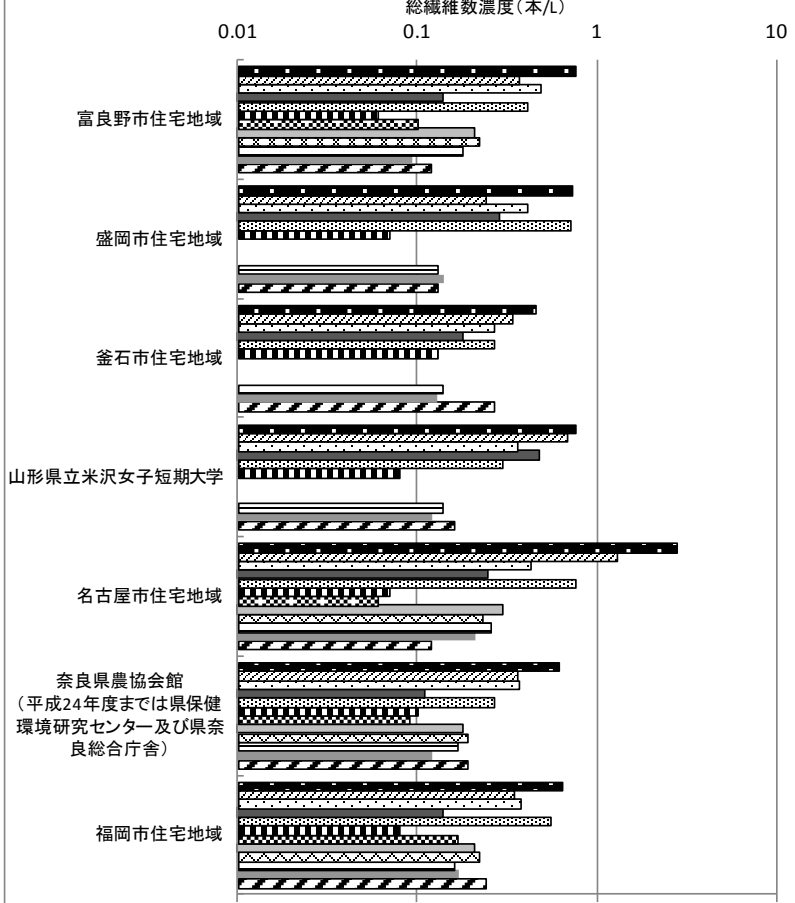 総繊維数濃度(本/L)
0.01 0.1 1 10
富良野市住宅地域
盛岡市住宅地域
釜石市住宅地域
山形県立米沢女子短期大学
名古屋市住宅地域
奈良県農協会館
(平成24年度までは県保健
環境研究センター及び県奈
良総合庁舎)
福岡市住宅地域